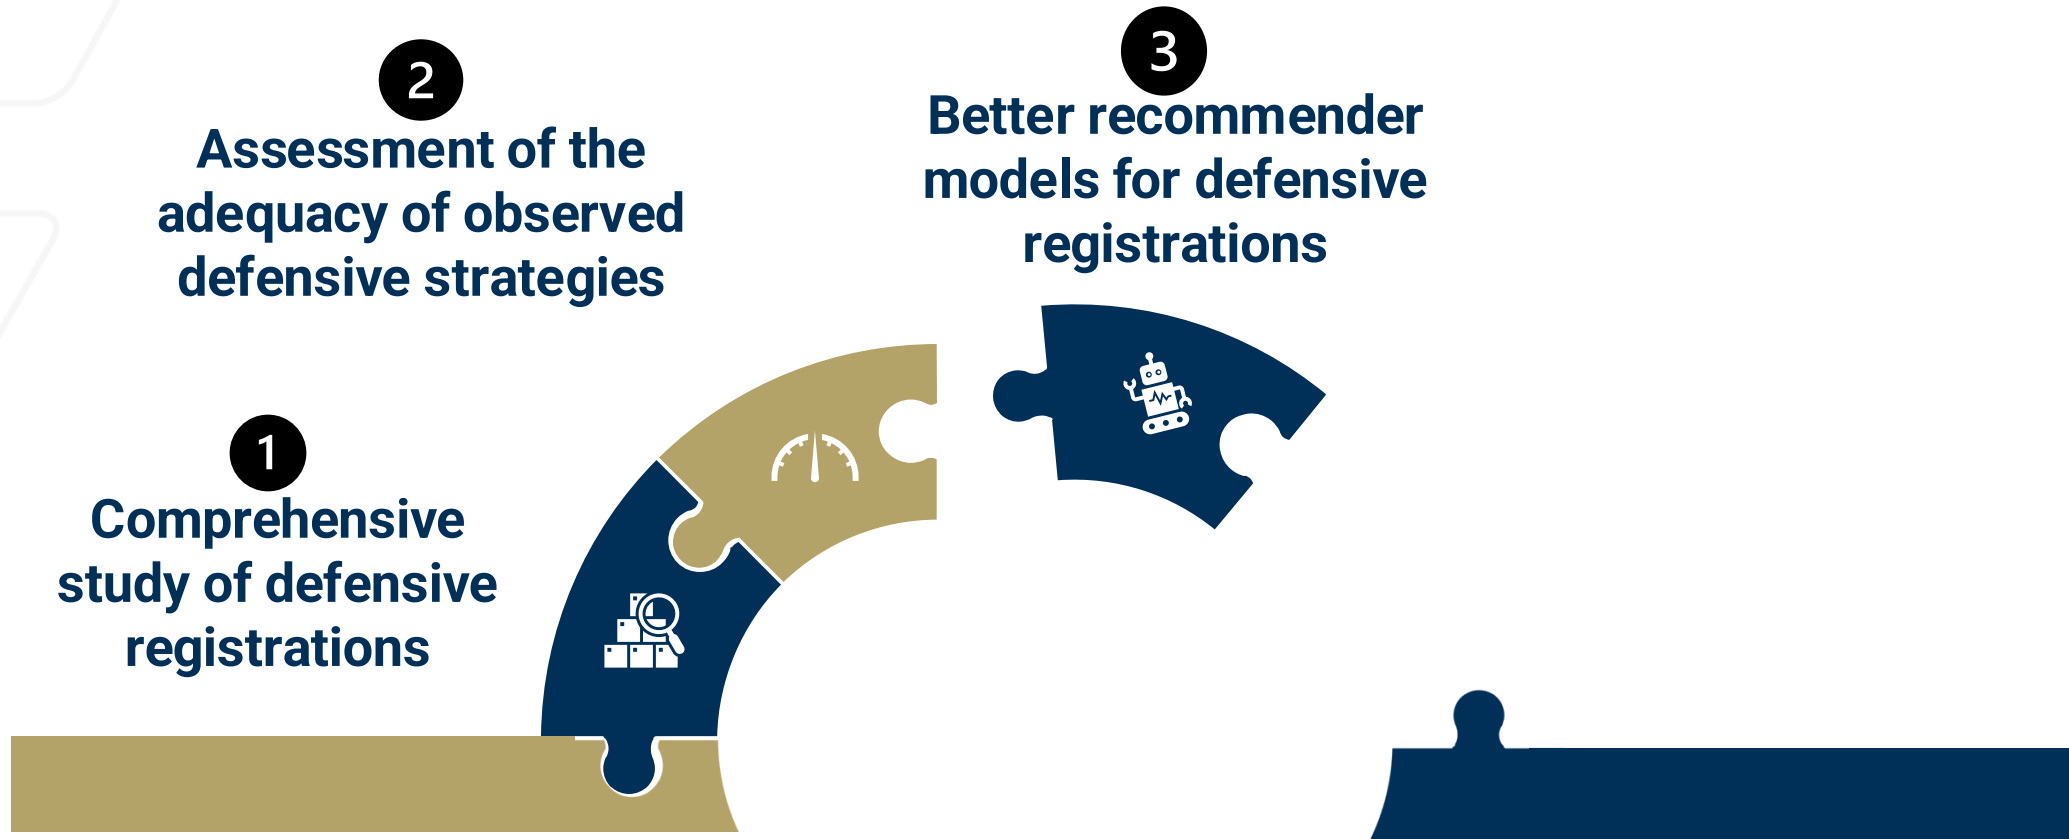 1
Comprehensive
study of defensive
registrations
2
Assessment of the
adequacy of observed
defensive strategies
3
Better recommender
models for defensive
registrations